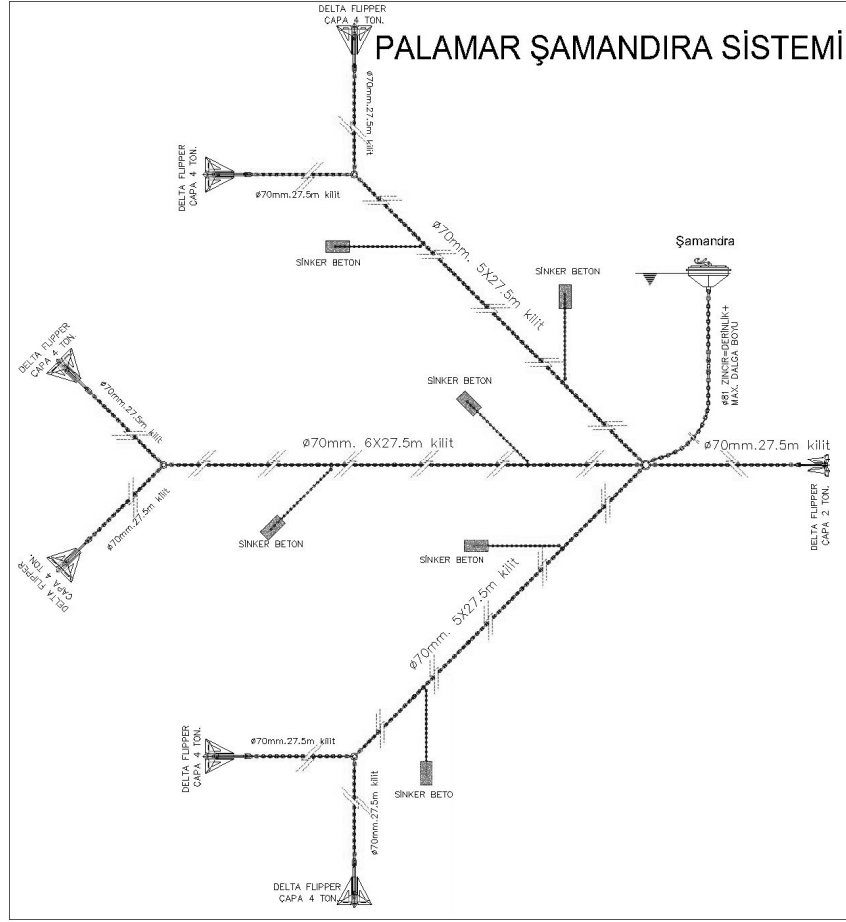 DELTA FLIPPER
ÇAPA 4 TON.
PALAMAR ŞAMANDIRA SİSTEMİ
ø70mm.27.5m kilit
DELTA FLIPPER
ÇAPA 4 TON.
ø70mm.27.5m kilit
SİNKER BETON
ø70mm. 5X27.5m kilit
SİNKER BETON
Şamandira
ø81 ZINCIR=DERİNLİK+
MAX. DALGA BOYU
DELTA FLIPPER
ÇAPA 4 TON.
ø70mm.27.5m kilit
SİNKER BETON
ø70mm. 6X27.5m kilit
ø70mm.27.5m kilit
DELTA FLIPPER
ÇAPA 2 TON.
ø70mm.27.5m kilit
DELTA FLIPPER
ÇAPA 4 TON.
SİNKER BETON
SİNKER BETON
ø70mm. 5X27.5m kilit
DELTA FLIPPER
ÇAPA 4 TON.
ø70mm.27.5m kilit
SİNKER BETO
ø70mm.27.5m kilit
DELTA FLIPPER
ÇAPA 4 TON.